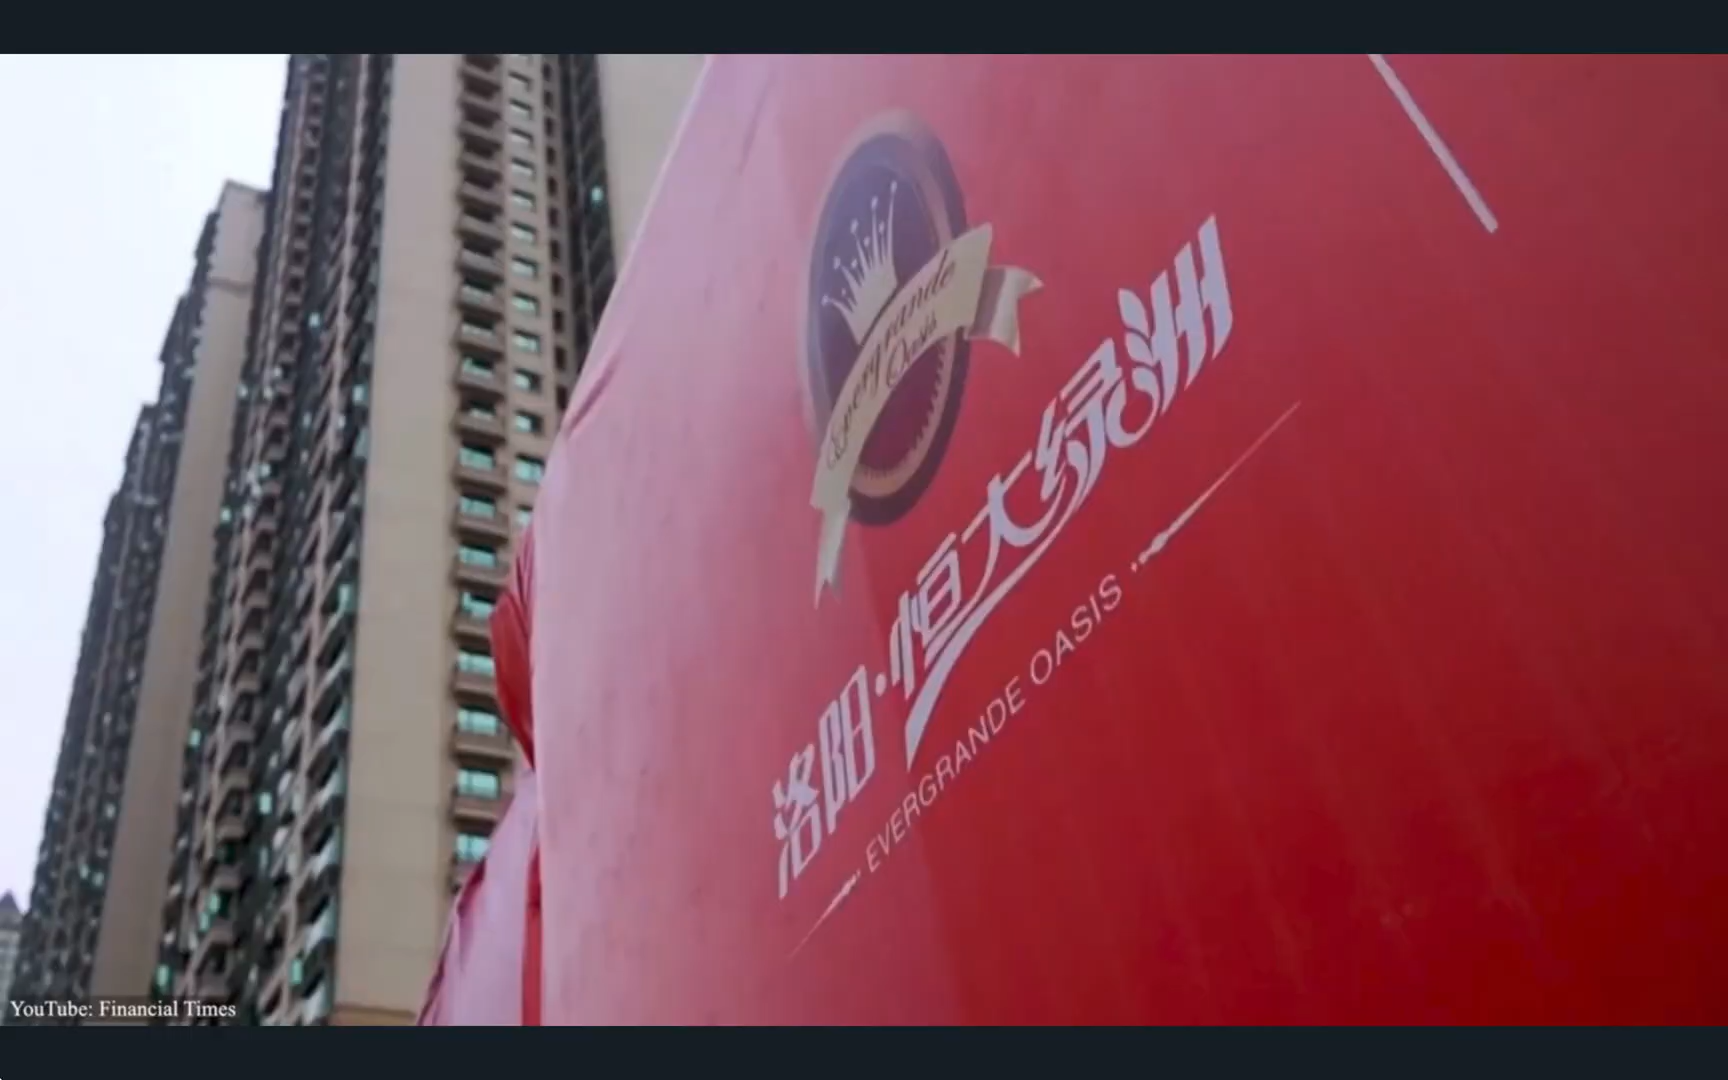 Evergrande
Oasis
洛阳·恒大绿洲
EVERGRANDE OASIS
YouTube: Financial Times